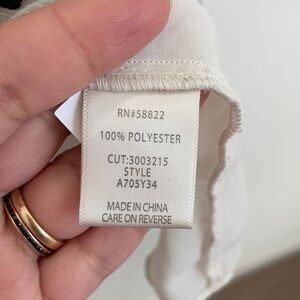 RN#58822
100% POLYESTER
CUT:3003215
STYLE
A705Y34
MADE IN CHINA
CARE ON REVERSE